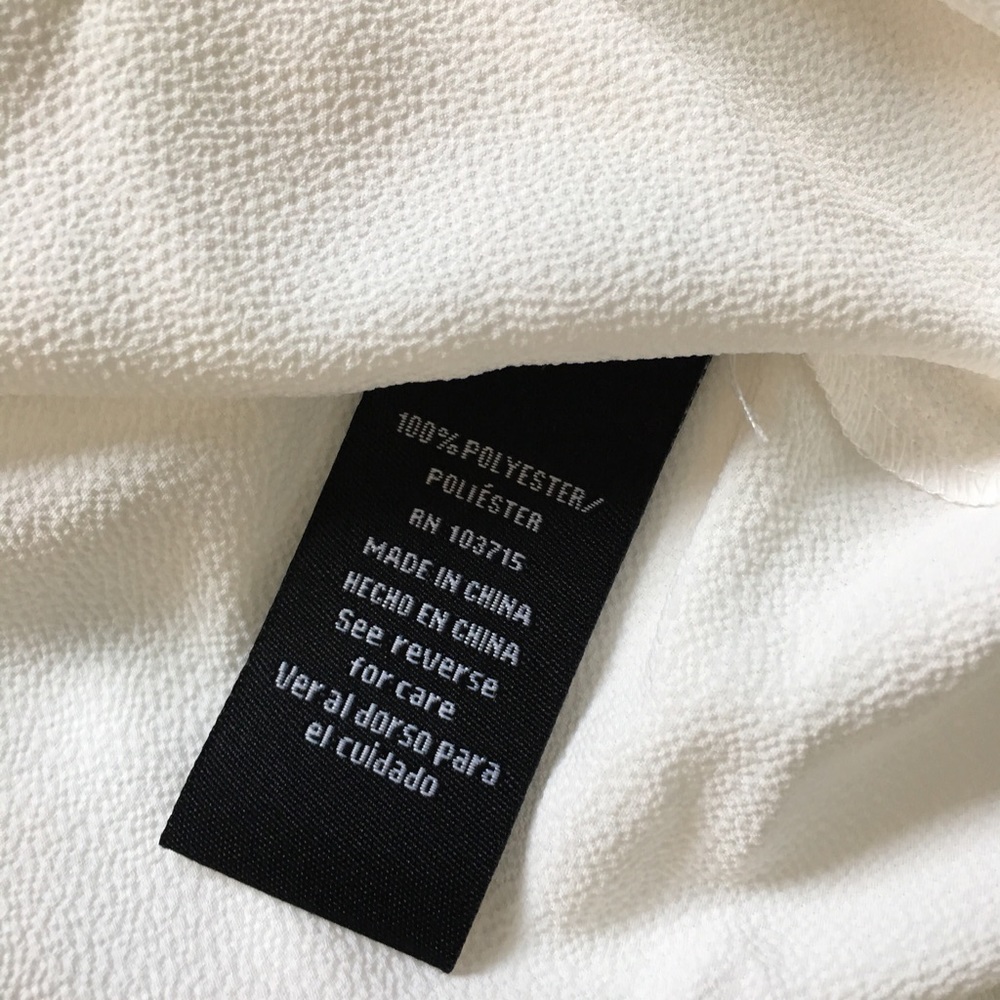 100% POLYESTER/
POLIÉSTER
RN 103715
MADE IN CHINA
HECHO EN CHINA
See reverse
for care
Ver al dorso para
el cuidado